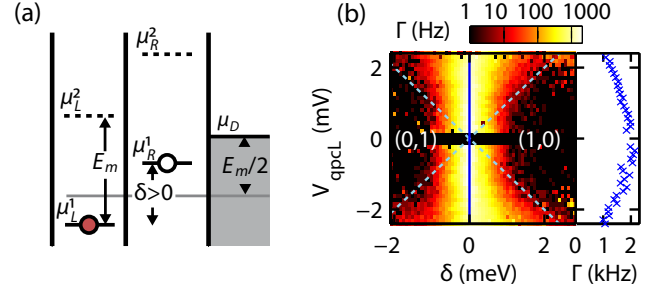 (a)
μ_L^2
μ_R^2
E_m
μ_R^1
μ_D
E_m/2
δ>0
μ_L^1
(b)
Γ (Hz)
1 10 100 1000
V_qpcL (mV)
2
0
−2
(0,1)
(1,0)
−2 0 2 0 1 2
δ (meV)
Γ (kHz)